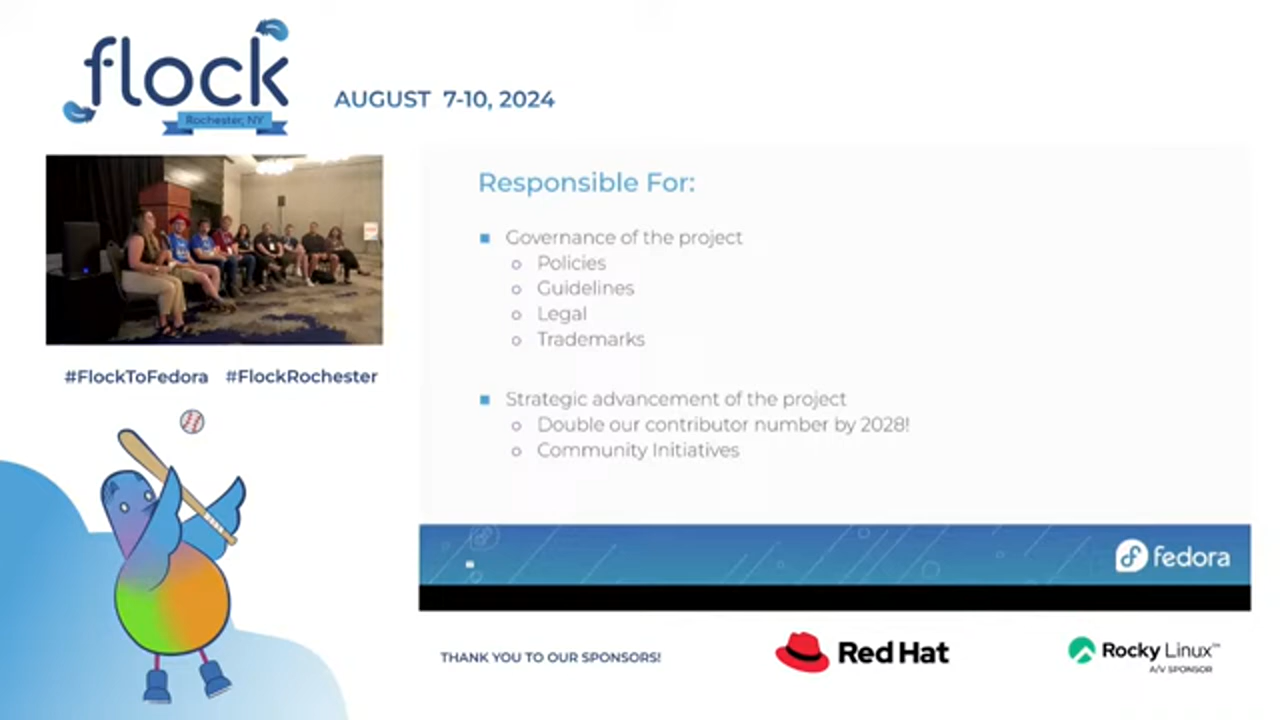 flock
Rochester, NY
AUGUST 7-10, 2024
#FlockToFedora #FlockRochester
Responsible For:
Governance of the project
Policies
Guidelines
Legal
Trademarks
Strategic advancement of the project
Double our contributor number by 2028!
Community Initiatives
fedora
THANK YOU TO OUR SPONSORS!
Red Hat
Rocky Linux™
A/V SPONSOR